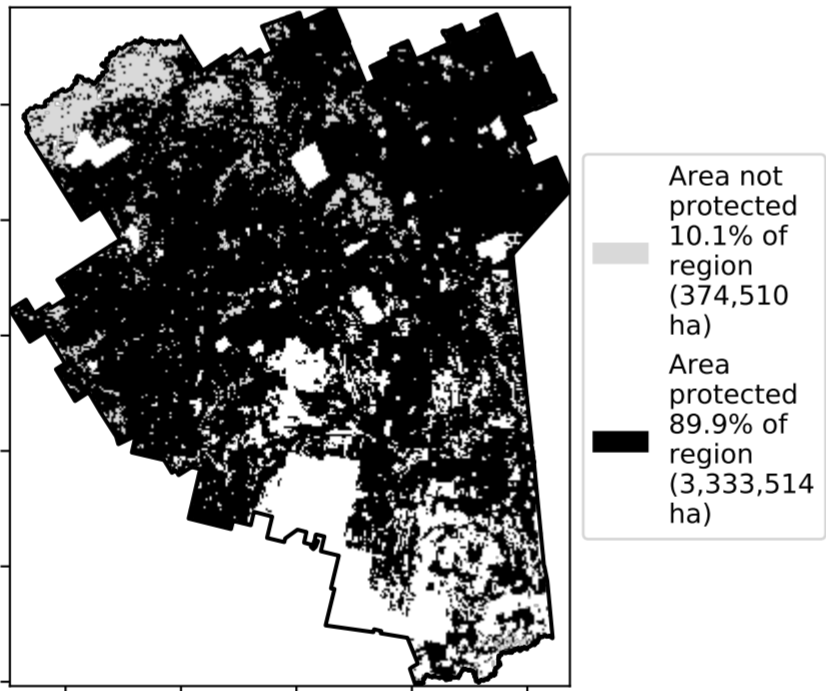 Area not
protected
10.1% of
region
(374,510
ha)
Area
protected
89.9% of
region
(3,333,514
ha)